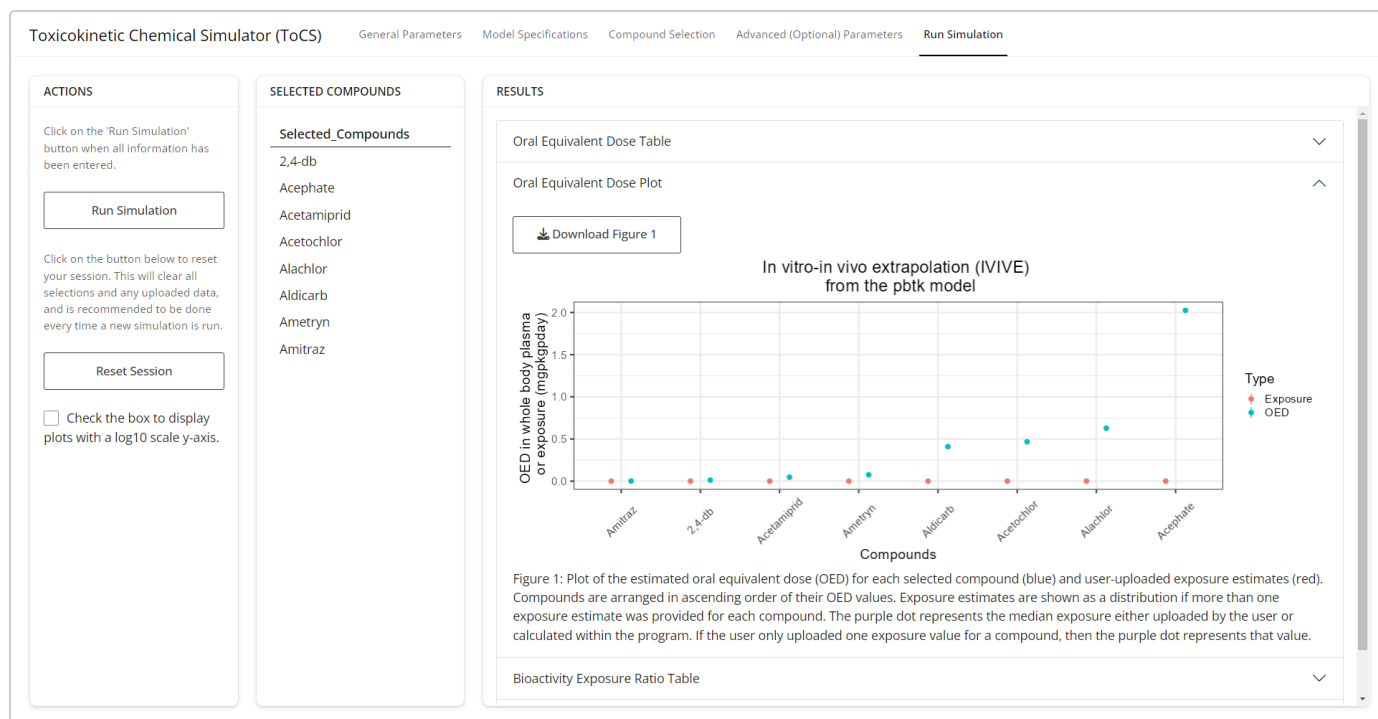 Toxicokinetic Chemical Simulator (ToCS)
General Parameters
Model Specifications
Compound Selection
Advanced (Optional) Parameters
Run Simulation
ACTIONS
Click on the 'Run Simulation'
button when all information has
been entered.
Run Simulation
Click on the button below to reset
your session. This will clear all
selections and any uploaded data,
and is recommended to be done
every time a new simulation is run.
Reset Session
Check the box to display
plots with a log10 scale y-axis.
SELECTED COMPOUNDS
Selected_Compounds
2,4-db
Acephate
Acetamiprid
Acetochlor
Alachlor
Aldicarb
Ametryn
Amitraz
RESULTS
Oral Equivalent Dose Table
Oral Equivalent Dose Plot
Download Figure 1
In vitro-in vivo extrapolation (IVIVE)
from the pbtk model
OED in whole body plasma
or exposure (mgpkgpday)
2.0
1.5
1.0
0.5
0.0
Amitraz
2,4-db
Acetamiprid
Ametryn
Aldicarb
Acetochlor
Alachlor
Acephate
Compounds
Type
Exposure
OED
Figure 1: Plot of the estimated oral equivalent dose (OED) for each selected compound (blue) and user-uploaded exposure estimates (red).
Compounds are arranged in ascending order of their OED values. Exposure estimates are shown as a distribution if more than one
exposure estimate was provided for each compound. The purple dot represents the median exposure either uploaded by the user or
calculated within the program. If the user only uploaded one exposure value for a compound, then the purple dot represents that value.
Bioactivity Exposure Ratio Table